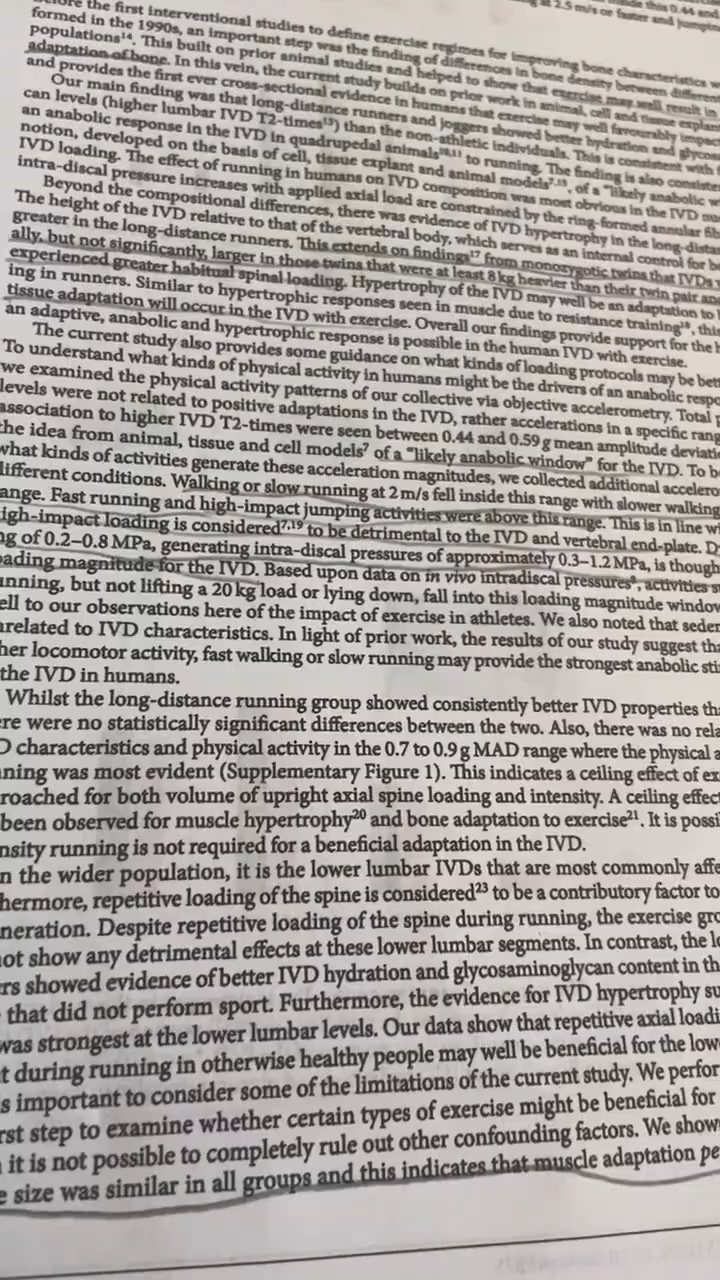 the first interventional studies to define exercise regimes for improving bone characteristics w
formed in the 1990s, an important step was the finding of differences in bone density between different
populations¹⁴. This built on prior animal studies and helped to show that exercise may well result in
adaptation of bone. In this vein, the current study builds on prior work in animal, cell and tissue explan
and provides the first ever cross-sectional evidence in humans that exercise may well favourably impac
Our main finding was that long-distance runners and joggers showed better hydration and glycos
can levels (higher lumbar IVD T2-times¹⁵) than the non-athletic individuals. This is consistent with
an anabolic response in the IVD in quadrupedal animals¹⁰,¹¹ to running. The finding is also consiste
notion, developed on the basis of cell, tissue explant and animal models⁷,¹³, of a "likely anabolic w
IVD loading. The effect of running in humans on IVD composition was most obvious in the IVD nu
intra-discal pressure increases with applied axial load are constrained by the ring-formed annular fib
Beyond the compositional differences, there was evidence of IVD hypertrophy in the long-distan
The height of the IVD relative to that of the vertebral body, which serves as an internal control for b
greater in the long-distance runners. This extends on findings¹⁷ from monozygotic twins that IVDs
ally, but not significantly, larger in those twins that were at least 8 kg heavier than their twin pair and
experienced greater habitual spinal loading. Hypertrophy of the IVD may well be an adaptation to
ing in runners. Similar to hypertrophic responses seen in muscle due to resistance training¹⁸, this
tissue adaptation will occur in the IVD with exercise. Overall our findings provide support for the
an adaptive, anabolic and hypertrophic response is possible in the human IVD with exercise.
The current study also provides some guidance on what kinds of loading protocols may be bett
To understand what kinds of physical activity in humans might be the drivers of an anabolic respo
we examined the physical activity patterns of our collective via objective accelerometry. Total p
levels were not related to positive adaptations in the IVD, rather accelerations in a specific rang
association to higher IVD T2-times were seen between 0.44 and 0.59 g mean amplitude deviati
he idea from animal, tissue and cell models⁷ of a "likely anabolic window" for the IVD. To b
what kinds of activities generate these acceleration magnitudes, we collected additional accelero
lifferent conditions. Walking or slow running at 2 m/s fell inside this range with slower walking
ange. Fast running and high-impact jumping activities were above this range. This is in line wi
igh-impact loading is considered⁷,¹⁹ to be detrimental to the IVD and vertebral end-plate. D
ng of 0.2–0.8 MPa, generating intra-discal pressures of approximately 0.3–1.2 MPa, is though
ading magnitude for the IVD. Based upon data on in vivo intradiscal pressures⁸, activities s
unning, but not lifting a 20 kg load or lying down, fall into this loading magnitude window
ell to our observations here of the impact of exercise in athletes. We also noted that seder
related to IVD characteristics. In light of prior work, the results of our study suggest tha
her locomotor activity, fast walking or slow running may provide the strongest anabolic sti
the IVD in humans.
Whilst the long-distance running group showed consistently better IVD properties tha
ere were no statistically significant differences between the two. Also, there was no rela
D characteristics and physical activity in the 0.7 to 0.9 g MAD range where the physical a
ning was most evident (Supplementary Figure 1). This indicates a ceiling effect of ex
roached for both volume of upright axial spine loading and intensity. A ceiling effect
been observed for muscle hypertrophy²⁰ and bone adaptation to exercise²¹. It is possi
nsity running is not required for a beneficial adaptation in the IVD.
n the wider population, it is the lower lumbar IVDs that are most commonly affe
hermore, repetitive loading of the spine is considered²³ to be a contributory factor to
neration. Despite repetitive loading of the spine during running, the exercise gro
ot show any detrimental effects at these lower lumbar segments. In contrast, the lo
rs showed evidence of better IVD hydration and glycosaminoglycan content in th
that did not perform sport. Furthermore, the evidence for IVD hypertrophy su
was strongest at the lower lumbar levels. Our data show that repetitive axial loadi
t during running in otherwise healthy people may well be beneficial for the low
s important to consider some of the limitations of the current study. We perfor
rst step to examine whether certain types of exercise might be beneficial for
it is not possible to completely rule out other confounding factors. We show
e size was similar in all groups and this indicates that muscle adaptation pe